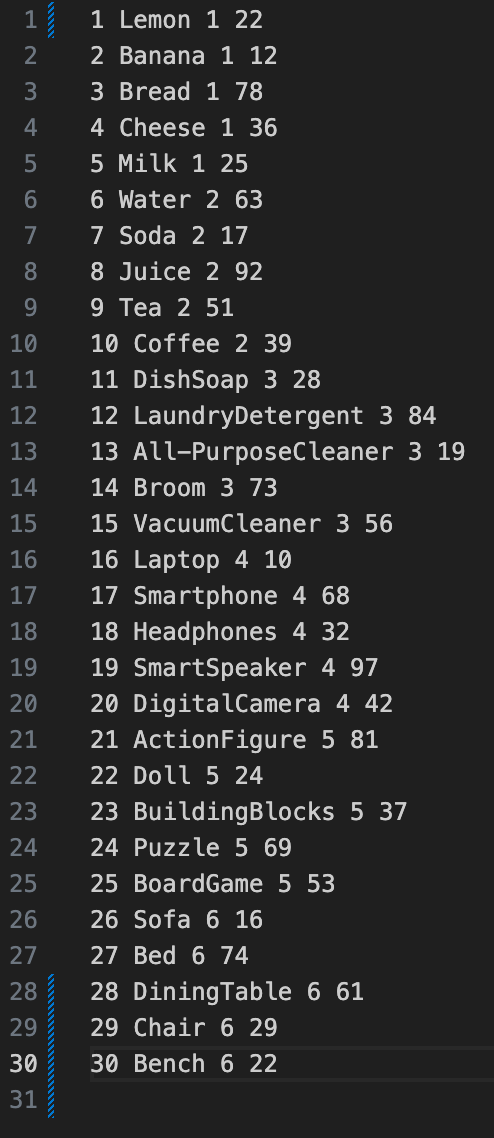 1 1 Lemon 1 22
2 2 Banana 1 12
3 3 Bread 1 78
4 4 Cheese 1 36
5 5 Milk 1 25
6 6 Water 2 63
7 7 Soda 2 17
8 8 Juice 2 92
9 9 Tea 2 51
10 10 Coffee 2 39
11 11 DishSoap 3 28
12 12 LaundryDetergent 3 84
13 13 All-PurposeCleaner 3 19
14 14 Broom 3 73
15 15 VacuumCleaner 3 56
16 16 Laptop 4 10
17 17 Smartphone 4 68
18 18 Headphones 4 32
19 19 SmartSpeaker 4 97
20 20 DigitalCamera 4 42
21 21 ActionFigure 5 81
22 22 Doll 5 24
23 23 BuildingBlocks 5 37
24 24 Puzzle 5 69
25 25 BoardGame 5 53
26 26 Sofa 6 16
27 27 Bed 6 74
28 28 DiningTable 6 61
29 29 Chair 6 29
30 30 Bench 6 22
31